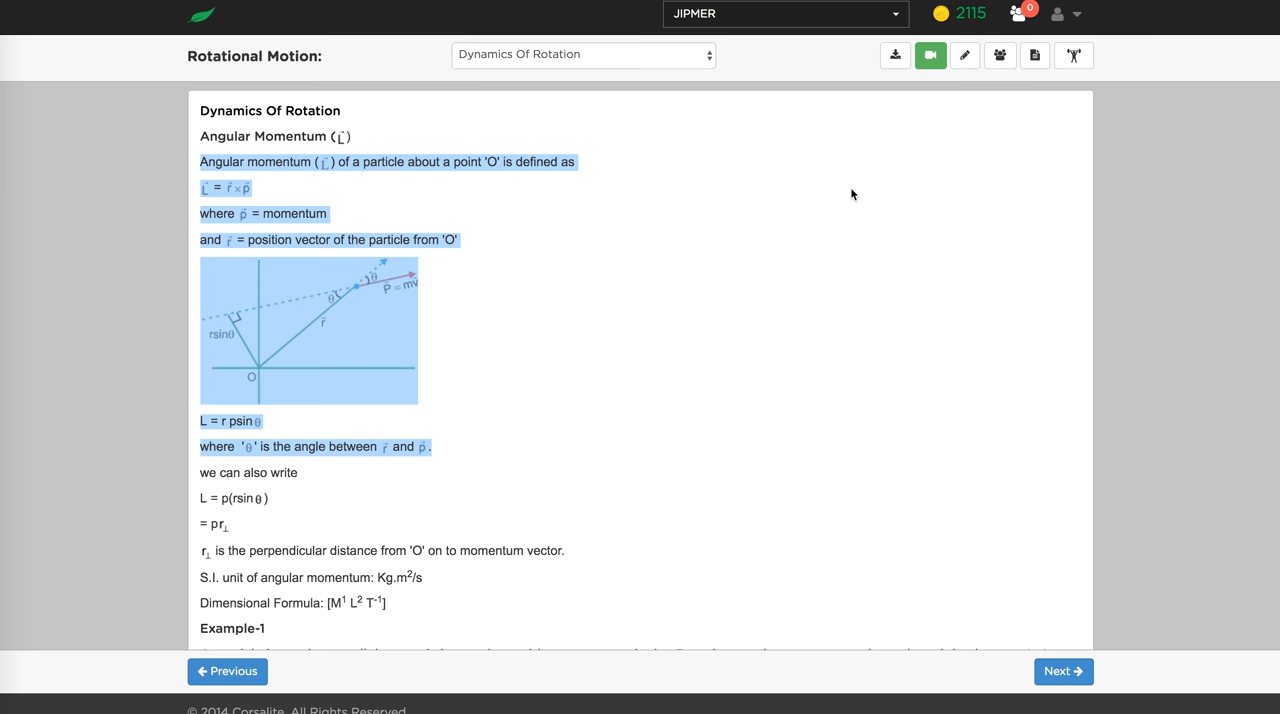 JIPMER
2115
0
Rotational Motion:
Dynamics Of Rotation
Dynamics Of Rotation
Angular Momentum (L⃗)
Angular momentum (L⃗) of a particle about a point 'O' is defined as
L⃗ = r⃗ × p⃗
where p⃗ = momentum
and r⃗ = position vector of the particle from 'O'
θ
θ
P⃗ = mv⃗
r⃗
rsinθ
O
L = r psinθ
where 'θ' is the angle between r⃗ and p⃗.
we can also write
L = p(rsinθ)
= pr⊥
r⊥ is the perpendicular distance from 'O' on to momentum vector.
S.I. unit of angular momentum: Kg.m²/s
Dimensional Formula: [M¹ L² T⁻¹]
Example-1
Previous
Next
© 2014 Corsalite. All Rights Reserved